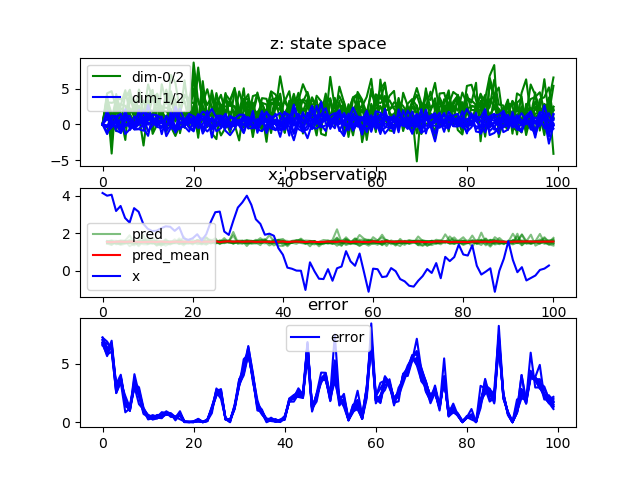 z: state space
dim-0/2
dim-1/2
5
0
−5
0 20 40 60 80 100
x: observation
4
2
0
pred
pred_mean
x
0 20 40 60 80 100
error
error
5
0
0 20 40 60 80 100